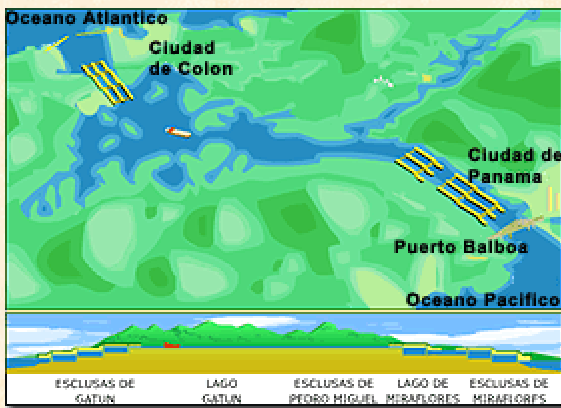 Oceano Atlantico
Ciudad
de Colon
Ciudad de
Panama
Puerto Balboa
Oceano Pacifico
ESCLUSAS DE
GATUN
LAGO
GATUN
ESCLUSAS DE
PEDRO MIGUEL
LAGO DE
MIRAFLORES
ESCLUSAS DE
MIRAFLORES